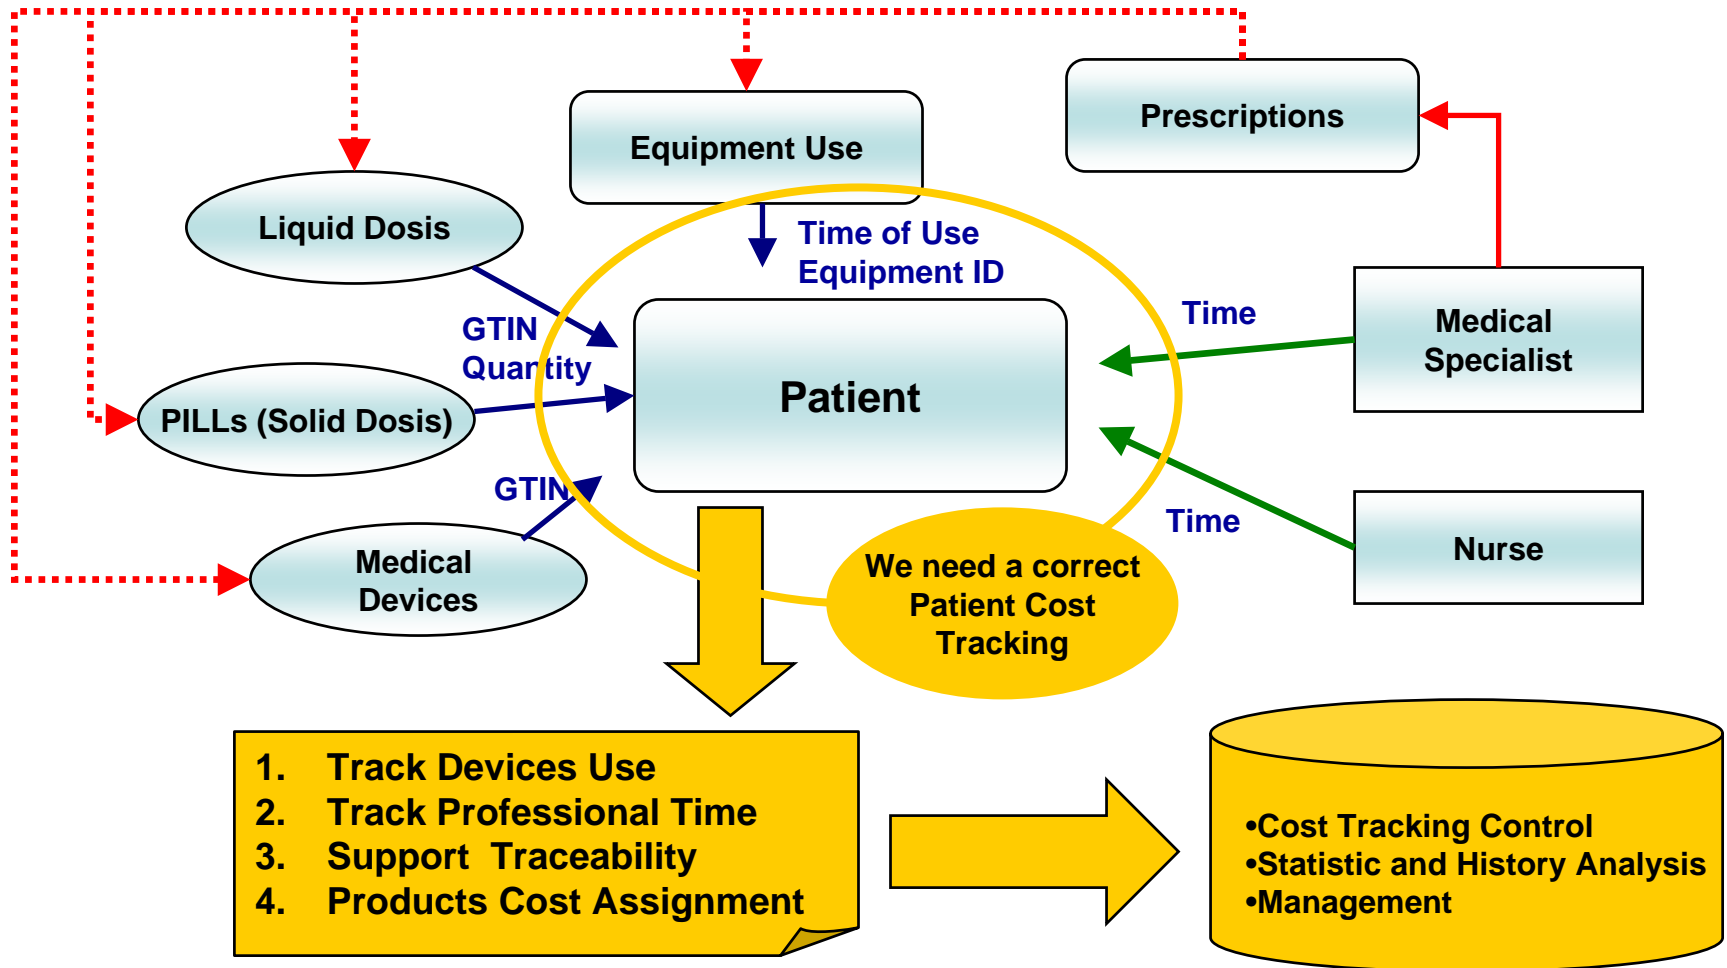 Prescriptions
Equipment Use
Liquid Dosis
Time of Use
Equipment ID
GTIN
Quantity
Time
Medical
Specialist
Patient
PILLs (Solid Dosis)
GTIN
Time
Nurse
Medical
Devices
We need a correct
Patient Cost
Tracking
1. Track Devices Use
2. Track Professional Time
3. Support Traceability
4. Products Cost Assignment
•Cost Tracking Control
•Statistic and History Analysis
•Management